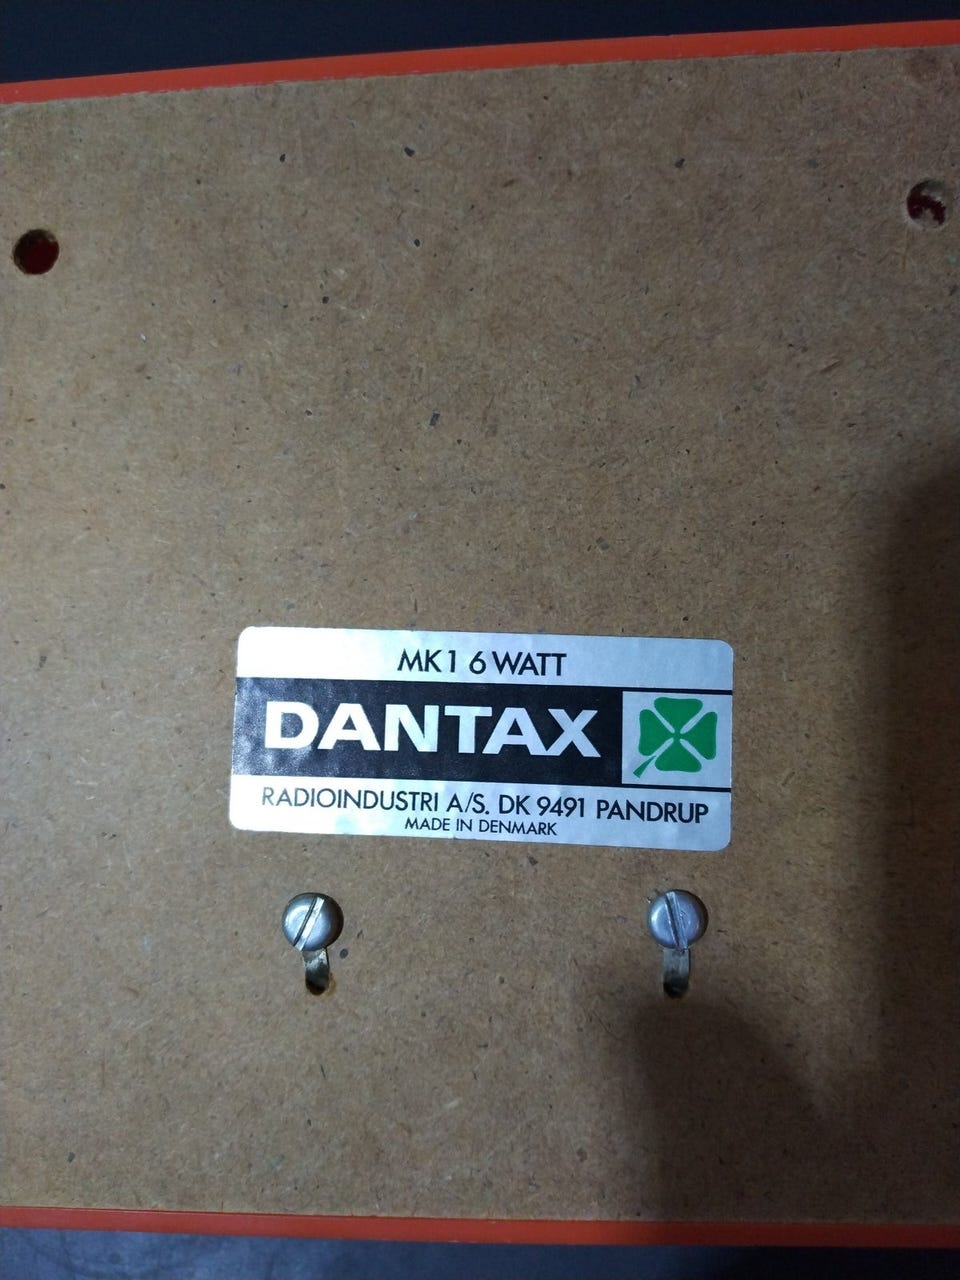 MK1 6 WATT
DANTAX
RADIOINDUSTRI A/S. DK 9491 PANDRUP
MADE IN DENMARK